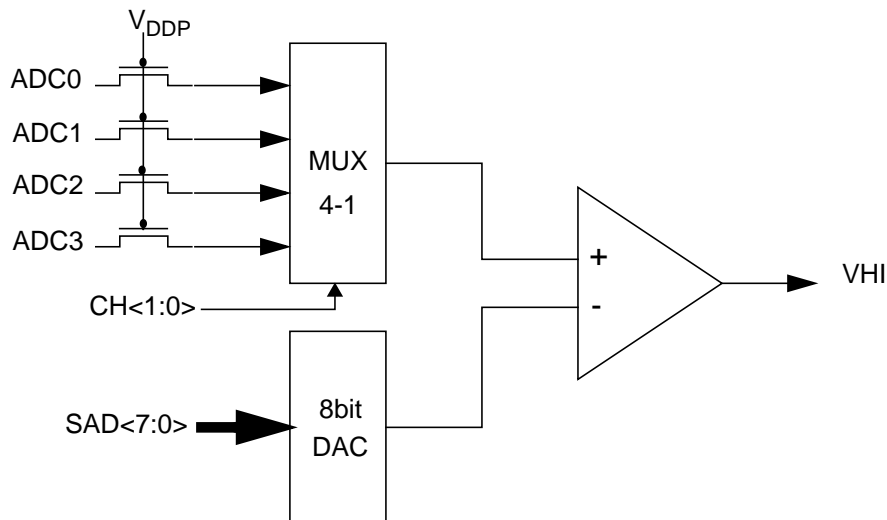 VDDP
ADC0
ADC1
ADC2
ADC3
MUX
4-1
CH<1:0>
+
-
VHI
SAD<7:0>
8bit
DAC